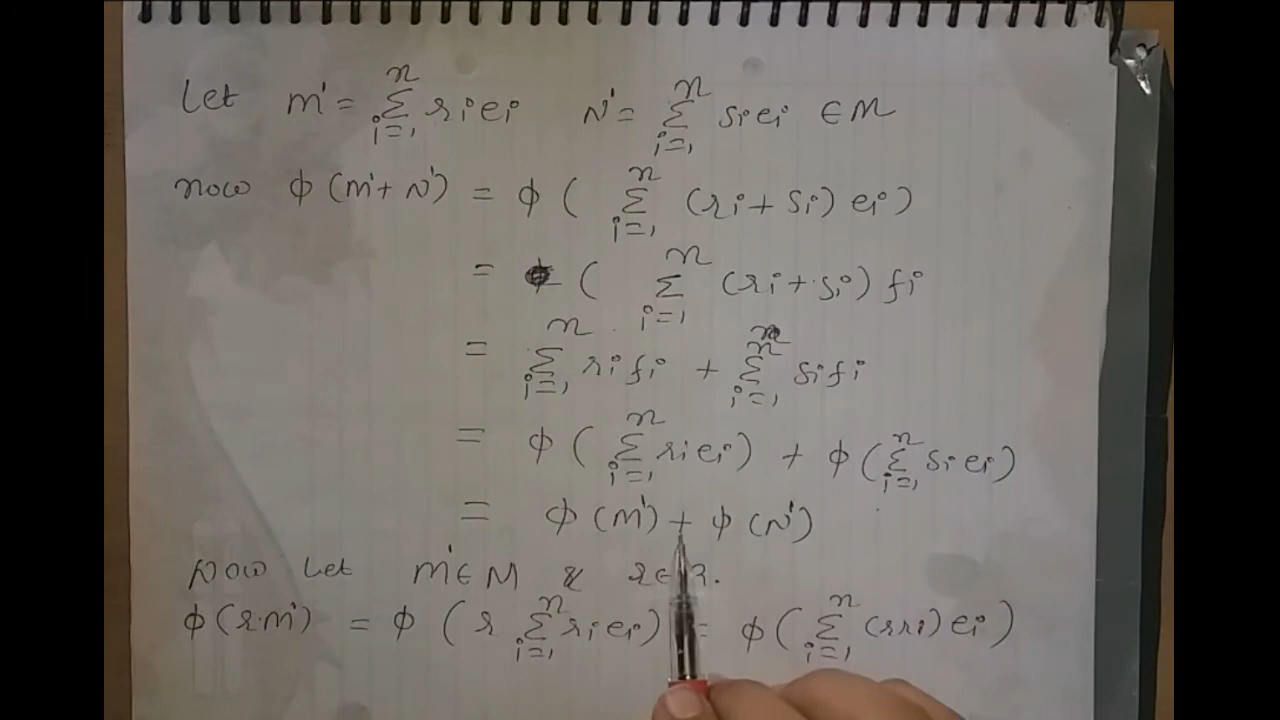 Let m' = Σ_{i=1}^{n} r_i e_i N' = Σ_{i=1}^{n} s_i e_i ∈ M
now φ (m' + N') = φ ( Σ_{i=1}^{n} (r_i + s_i) e_i )
= ( Σ_{i=1}^{n} (r_i + s_i) f_i
= Σ_{i=1}^{n} r_i f_i + Σ_{i=1}^{n} s_i f_i
= φ ( Σ_{i=1}^{n} r_i e_i ) + φ ( Σ_{i=1}^{n} s_i e_i )
= φ (m') + φ (N')
Now Let m' ∈ M & r ∈ R.
φ (r·m') = φ ( r Σ_{i=1}^{n} r_i e_i ) = φ ( Σ_{i=1}^{n} (r r_i) e_i )